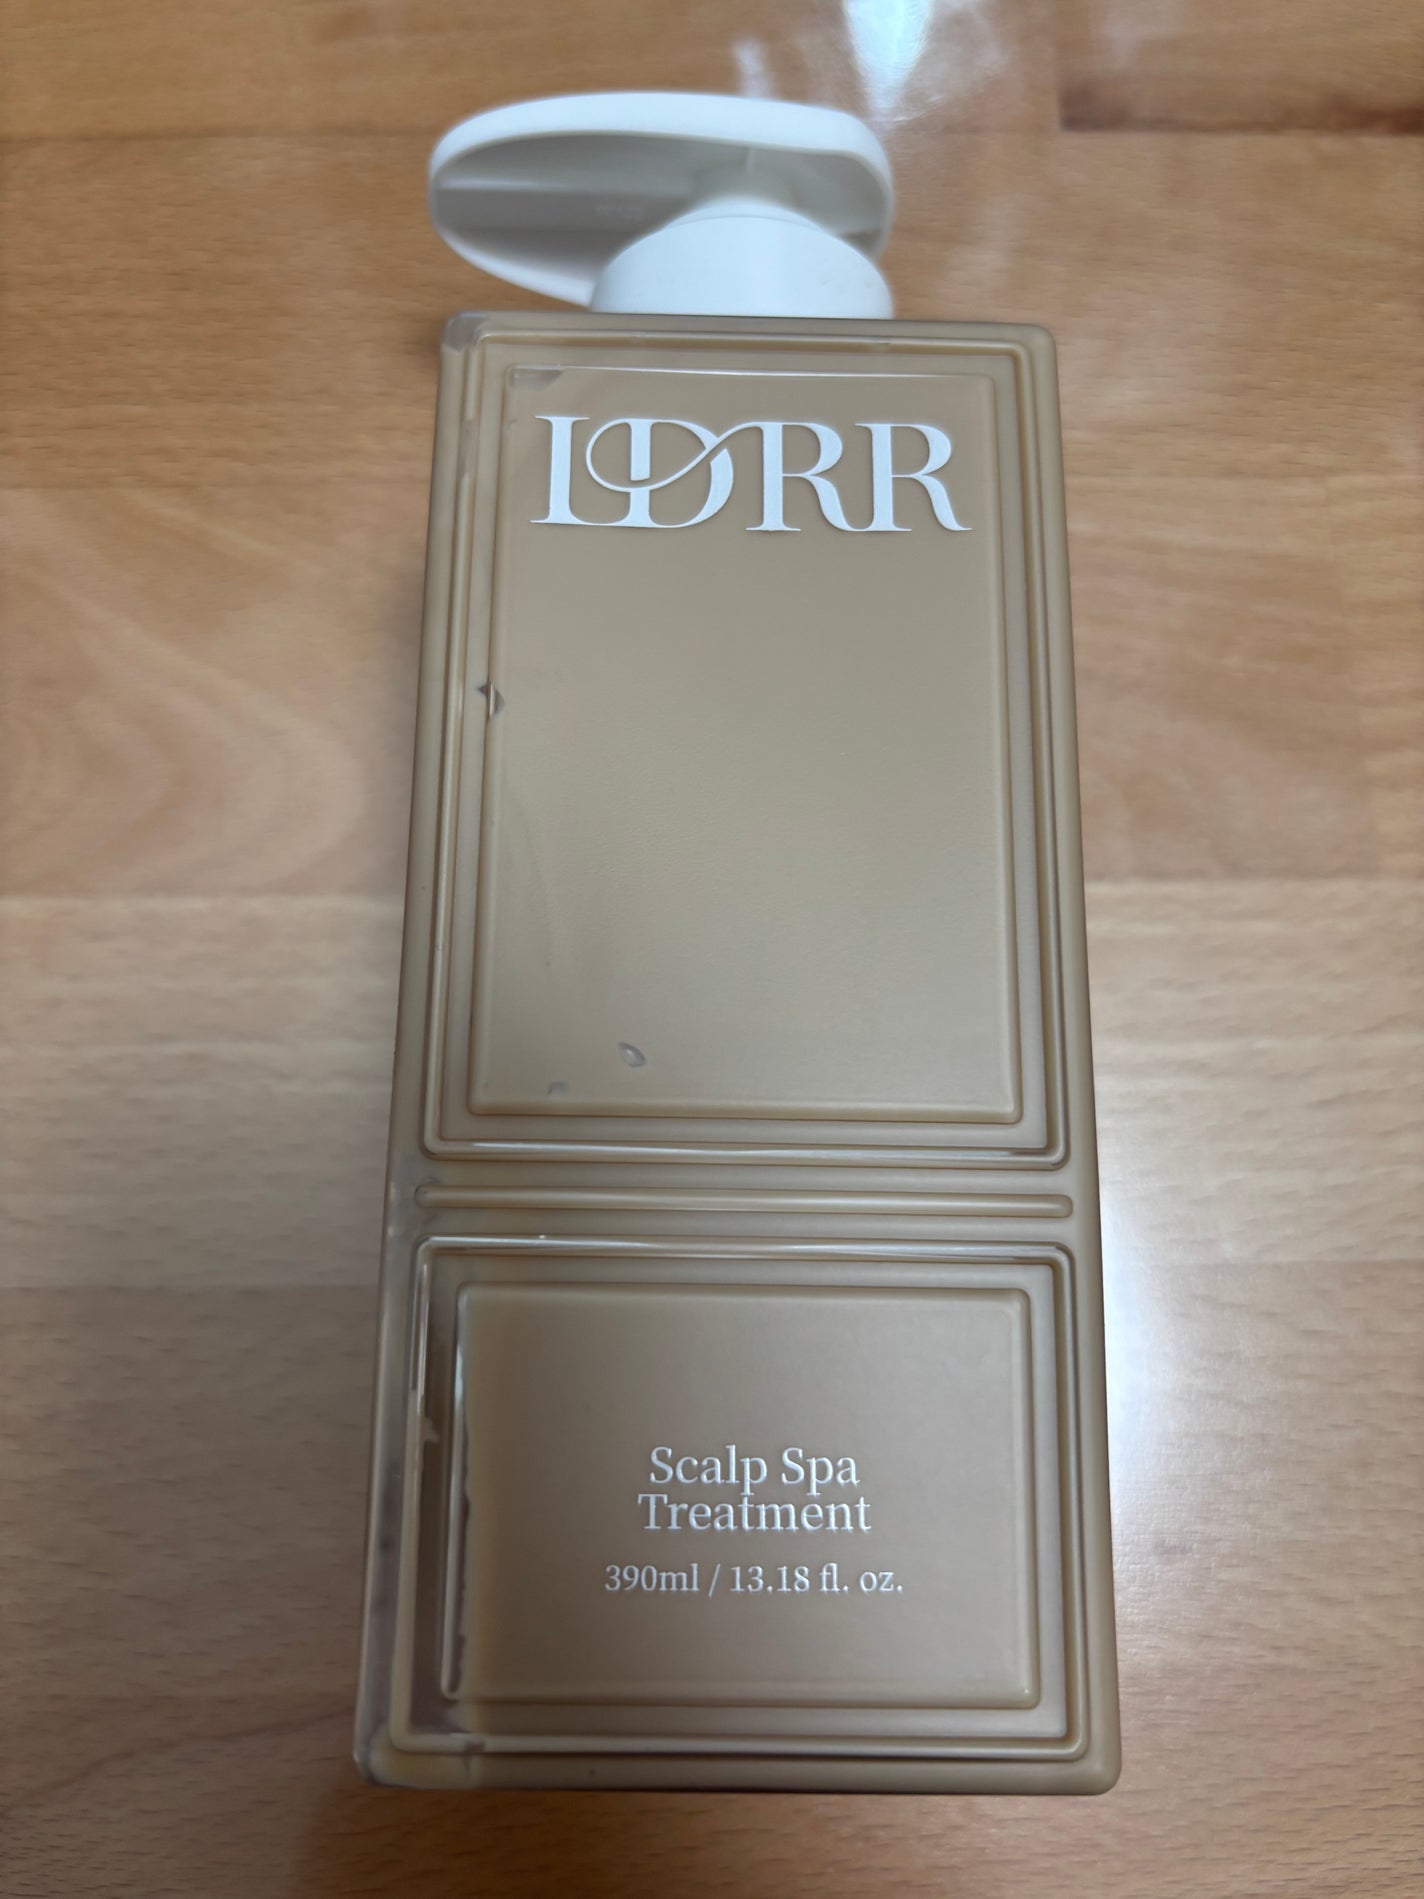 LDRR
Scalp Spa
Treatment
390ml / 13.18 fl. oz.